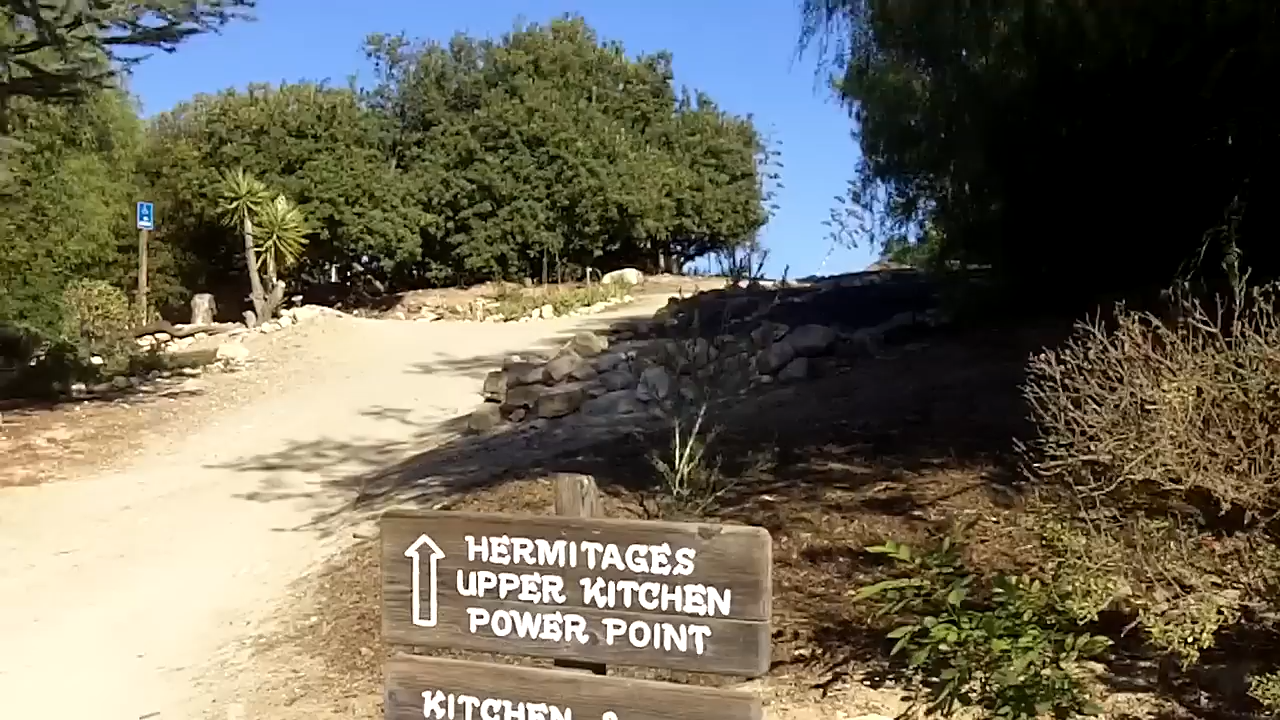 HERMITAGES
UPPER KITCHEN
POWER POINT
KITCHEN &